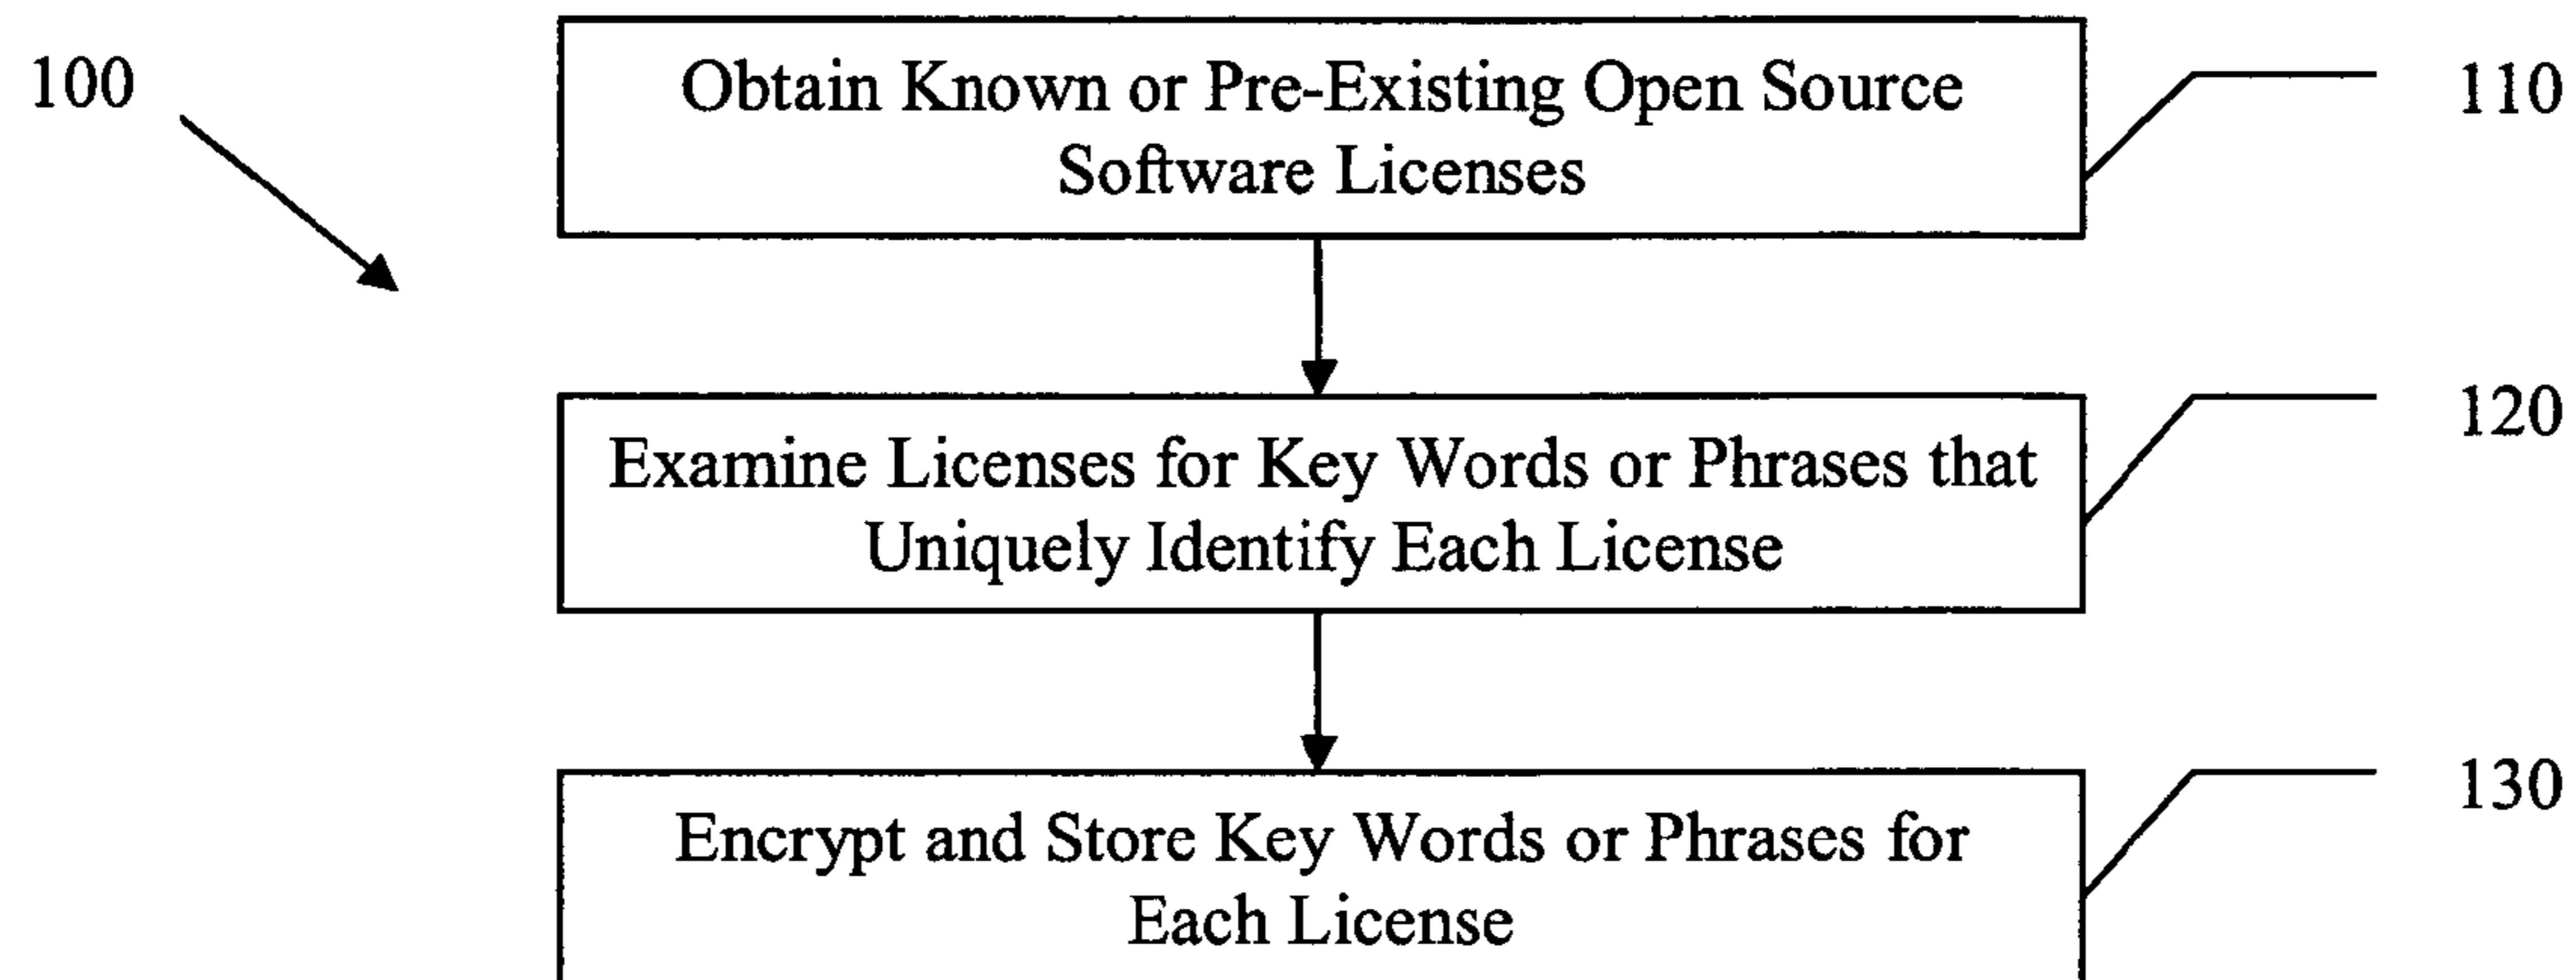 100
Obtain Known or Pre-Existing Open Source
Software Licenses
110
Examine Licenses for Key Words or Phrases that
Uniquely Identify Each License
120
Encrypt and Store Key Words or Phrases for
Each License
130